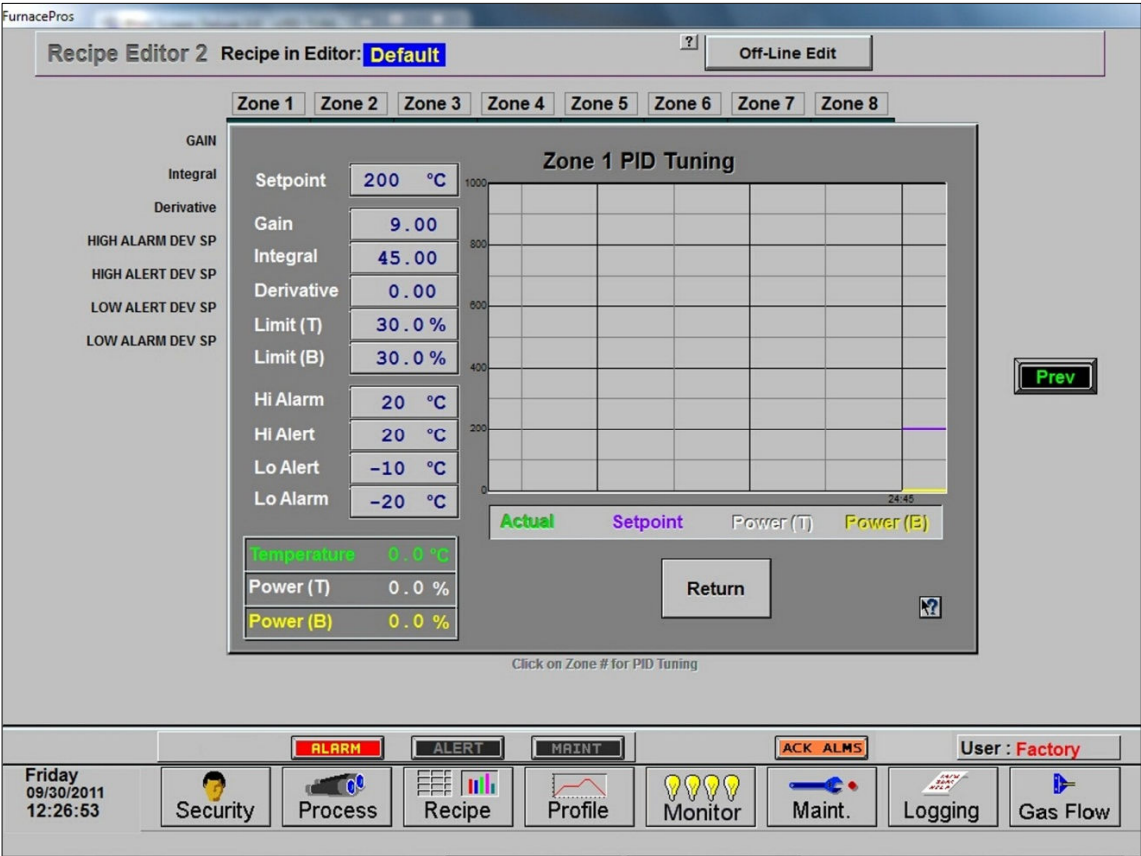 FurnacePros
Recipe Editor 2 Recipe in Editor: Default ? Off-Line Edit
Zone 1 Zone 2 Zone 3 Zone 4 Zone 5 Zone 6 Zone 7 Zone 8
GAIN
Integral
Derivative
HIGH ALARM DEV SP
HIGH ALERT DEV SP
LOW ALERT DEV SP
LOW ALARM DEV SP
Zone 1 PID Tuning
Setpoint 200 °C
Gain 9.00
Integral 45.00
Derivative 0.00
Limit (T) 30.0 %
Limit (B) 30.0 %
Hi Alarm 20 °C
Hi Alert 20 °C
Lo Alert -10 °C
Lo Alarm -20 °C
1000
800
600
400
200
0
24:45
Actual Setpoint Power (T) Power (B)
Temperature 0.0 °C
Power (T) 0.0 %
Power (B) 0.0 %
Return
?
Prev
Click on Zone # for PID Tuning
ALARM ALERT MAINT ACK ALMS User : Factory
Friday
09/30/2011
12:26:53
Security Process Recipe Profile Monitor Maint. Logging Gas Flow